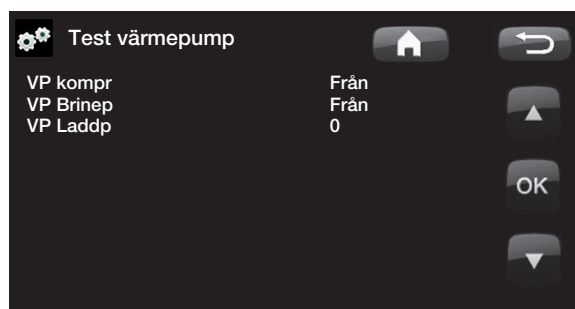 Test värmepump
VP kompr Från
VP Brinep Från
VP Laddp 0
OK